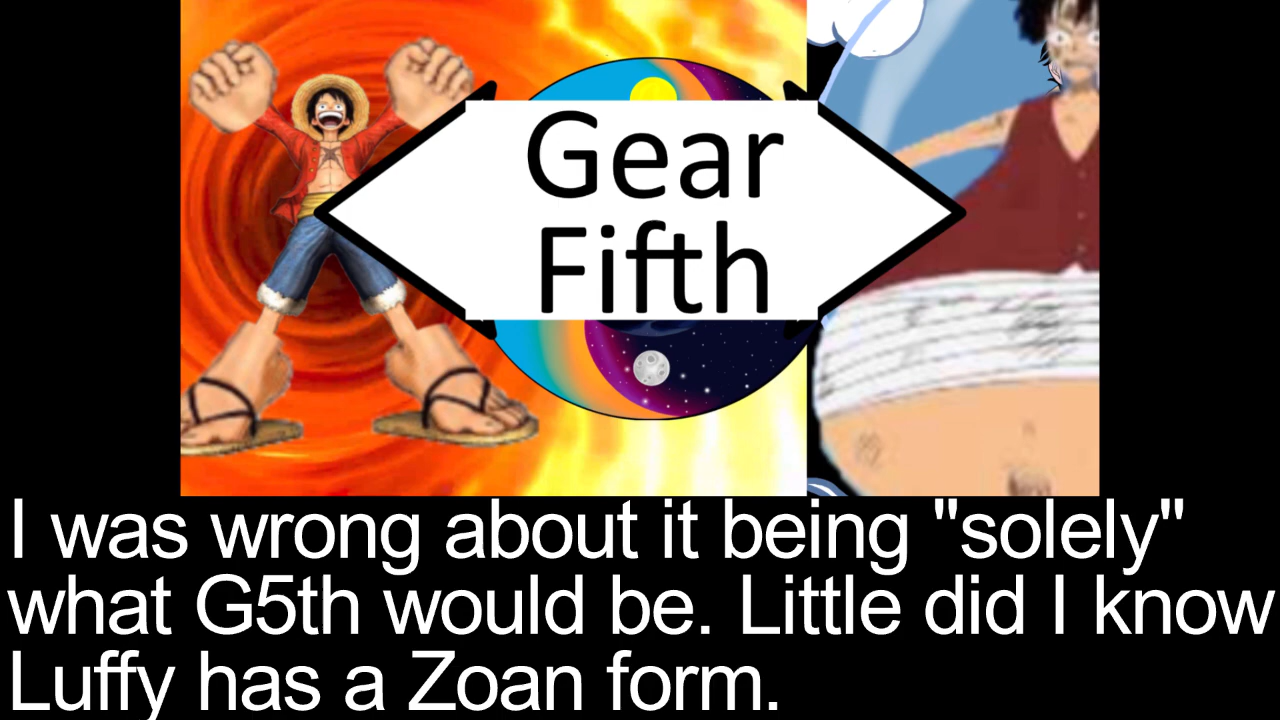 Gear
Fifth
I was wrong about it being "solely"
what G5th would be. Little did I know
Luffy has a Zoan form.